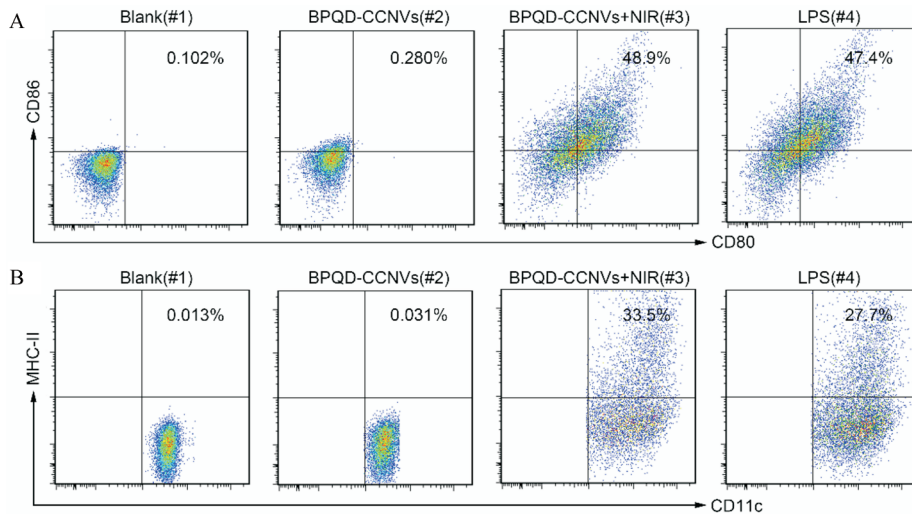 A
Blank(#1)
BPQD-CCNVs(#2)
BPQD-CCNVs+NIR(#3)
LPS(#4)
CD86
0.102%
0.280%
48.9%
47.4%
CD80
B
Blank(#1)
BPQD-CCNVs(#2)
BPQD-CCNVs+NIR(#3)
LPS(#4)
MHC-II
0.013%
0.031%
33.5%
27.7%
CD11c